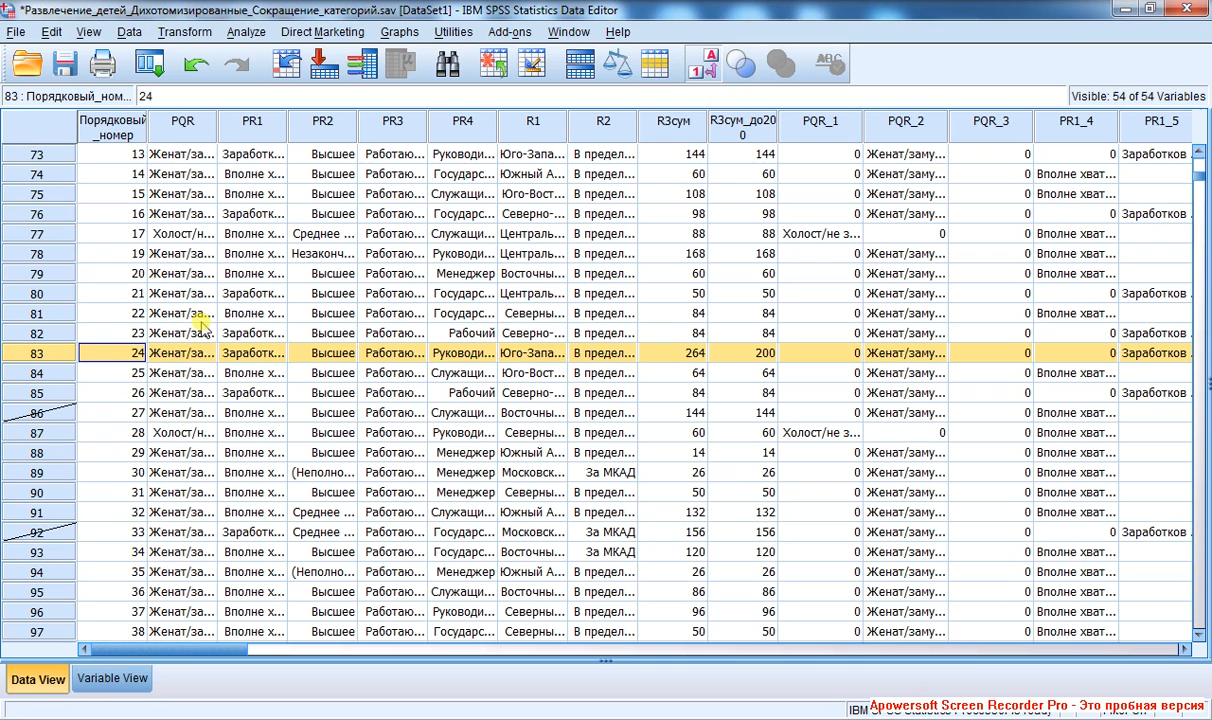 *Развлечение_детей_Дихотомизированные_Сокращение_категорий.sav [DataSet1] - IBM SPSS Statistics Data Editor
File Edit View Data Transform Analyze Direct Marketing Graphs Utilities Add-ons Window Help
83 : Порядковый_ном... 24 Visible: 54 of 54 Variables
Порядковый_номер PQR PR1 PR2 PR3 PR4 R1 R2 R3сум R3сум_до200 PQR_1 PQR_2 PQR_3 PR1_4 PR1_5
73 13 Женат/за... Заработк... Высшее Работаю... Руководи... Юго-Запа... В предел... 144 144 0 Женат/заму... 0 0 Заработков
74 14 Женат/за... Вполне х... Высшее Работаю... Государс... Южный А... В предел... 60 60 0 Женат/заму... 0 Вполне хват...
75 15 Женат/за... Вполне х... Высшее Работаю... Служащи... Юго-Вост... В предел... 108 108 0 Женат/заму... 0 Вполне хват...
76 16 Женат/за... Заработк... Высшее Работаю... Государс... Северно-... В предел... 98 98 0 Женат/заму... 0 0 Заработков .
77 17 Холост/н... Вполне х... Среднее ... Работаю... Служащи... Централь... В предел... 88 88 Холост/не з... 0 0 Вполне хват...
78 19 Женат/за... Вполне х... Незаконч... Работаю... Руководи... Централь... В предел... 168 168 0 Женат/заму... 0 Вполне хват...
79 20 Женат/за... Вполне х... Высшее Работаю... Менеджер Восточны... В предел... 60 60 0 Женат/заму... 0 Вполне хват...
80 21 Женат/за... Заработк... Высшее Работаю... Государс... Централь... В предел... 50 50 0 Женат/заму... 0 0 Заработков .
81 22 Женат/за... Вполне х... Высшее Работаю... Государс... Северны... В предел... 84 84 0 Женат/заму... 0 Вполне хват...
82 23 Женат/за... Заработк... Высшее Работаю... Рабочий Северно-... В предел... 84 84 0 Женат/заму... 0 0 Заработков .
83 24 Женат/за... Заработк... Высшее Работаю... Руководи... Юго-Запа... В предел... 264 200 0 Женат/заму... 0 0 Заработков .
84 25 Женат/за... Вполне х... Высшее Работаю... Служащи... Юго-Вост... В предел... 64 64 0 Женат/заму... 0 Вполне хват...
85 26 Женат/за... Заработк... Высшее Работаю... Рабочий Северно-... В предел... 84 84 0 Женат/заму... 0 0 Заработков .
86 27 Женат/за... Вполне х... Высшее Работаю... Служащи... Восточны... В предел... 144 144 0 Женат/заму... 0 Вполне хват...
87 28 Холост/н... Вполне х... Высшее Работаю... Руководи... Северны... В предел... 60 60 Холост/не з... 0 0 Вполне хват...
88 29 Женат/за... Вполне х... Высшее Работаю... Менеджер Южный А... В предел... 14 14 0 Женат/заму... 0 Вполне хват...
89 30 Женат/за... Вполне х... (Неполно... Работаю... Менеджер Московск... За МКАД 26 26 0 Женат/заму... 0 Вполне хват...
90 31 Женат/за... Вполне х... Высшее Работаю... Менеджер Северны... В предел... 50 50 0 Женат/заму... 0 Вполне хват...
91 32 Женат/за... Вполне х... Среднее ... Работаю... Служащи... Южный А... В предел... 132 132 0 Женат/заму... 0 Вполне хват...
92 33 Женат/за... Заработк... Среднее ... Работаю... Государс... Московск... За МКАД 156 156 0 Женат/заму... 0 0 Заработков .
93 34 Женат/за... Вполне х... Высшее Работаю... Государс... Восточны... За МКАД 120 120 0 Женат/заму... 0 Вполне хват...
94 35 Женат/за... Вполне х... (Неполно... Работаю... Менеджер Южный А... В предел... 26 26 0 Женат/заму... 0 Вполне хват...
95 36 Женат/за... Вполне х... Высшее Работаю... Служащи... Восточны... В предел... 86 86 0 Женат/заму... 0 Вполне хват...
96 37 Женат/за... Вполне х... Высшее Работаю... Руководи... Северны... В предел... 96 96 0 Женат/заму... 0 Вполне хват...
97 38 Женат/за... Вполне х... Высшее Работаю... Государс... Северны... В предел... 50 50 0 Женат/заму... 0 Вполне хват...
Data View Variable View
Apowersoft Screen Recorder Pro - Это пробная версия